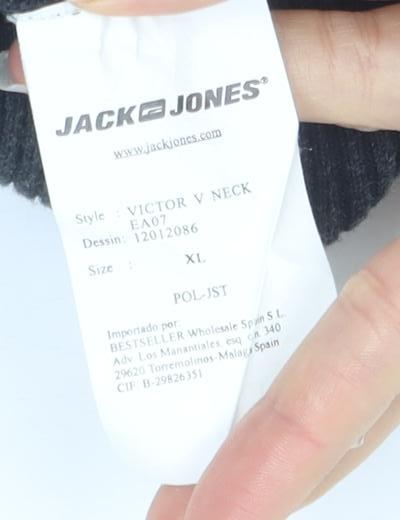 JACK & JONES®
www.jackjones.com
Style : VICTOR V NECK
EA07
Dessin: 12012086
Size : XL
POL-JST
Importado por:
BESTSELLER Wholesale Spain S L.
Adv. Los Manantiales, esq. c.n. 340
29620 Torremolinos-Malaga Spain
CIF B-29826351